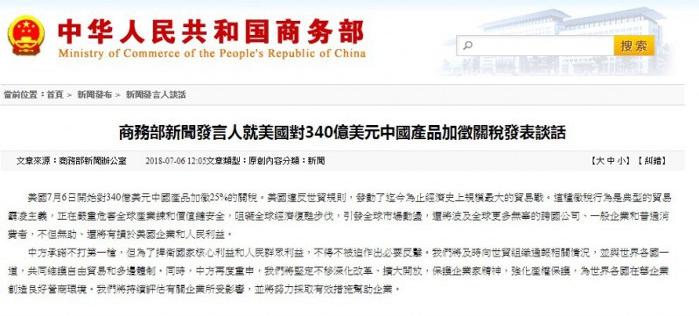 中华人民共和国商务部
Ministry of Commerce of the People's Republic of China
搜索
當前位置：首頁 > 新聞發布 > 新聞發言人談話
商務部新聞發言人就美國對340億美元中國產品加徵關稅發表談話
文章來源：商務部新聞辦公室 2018-07-06 12:05文章類型：原創內容分類：新聞 【大 中 小】 【糾錯】
美國7月6日開始對340億美元中國產品加徵25%的關稅。美國違反世貿規則，發動了迄今為止經濟史上規模最大的貿易戰。這種徵稅行為是典型的貿易
霸凌主義，正在嚴重危害全球產業鍊和價值鏈安全，阻礙全球經濟復甦步伐，引發全球市場動盪，還將波及全球更多無辜的跨國公司、一般企業和普通消
費者，不但無助、還將有損於美國企業和人民利益。
中方承諾不打第一槍，但為了捍衛國家核心利益和人民群眾利益，不得不被迫作出必要反擊。我們將及時向世貿組織通報相關情況，並與世界各國一
道，共同維護自由貿易和多邊體制。同時，中方再度重申，我們將堅定不移深化改革、擴大開放，保護企業家精神，強化產權保護，為世界各國在華企業
創造良好營商環境。我們將持續評估有關企業所受影響，並將努力採取有效措施幫助企業。